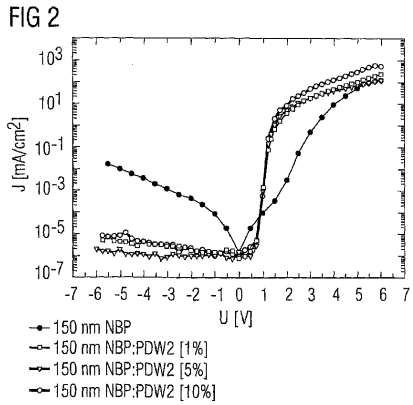 FIG 2
10³
10¹
10⁻¹
10⁻³
10⁻⁵
10⁻⁶
10⁻⁷
J [mA/cm²]
-7 -6 -5 -4 -3 -2 -1 0 1 2 3 4 5 6 7
U [V]
150 nm NBP
150 nm NBP:PDW2 [1%]
150 nm NBP:PDW2 [5%]
150 nm NBP:PDW2 [10%]